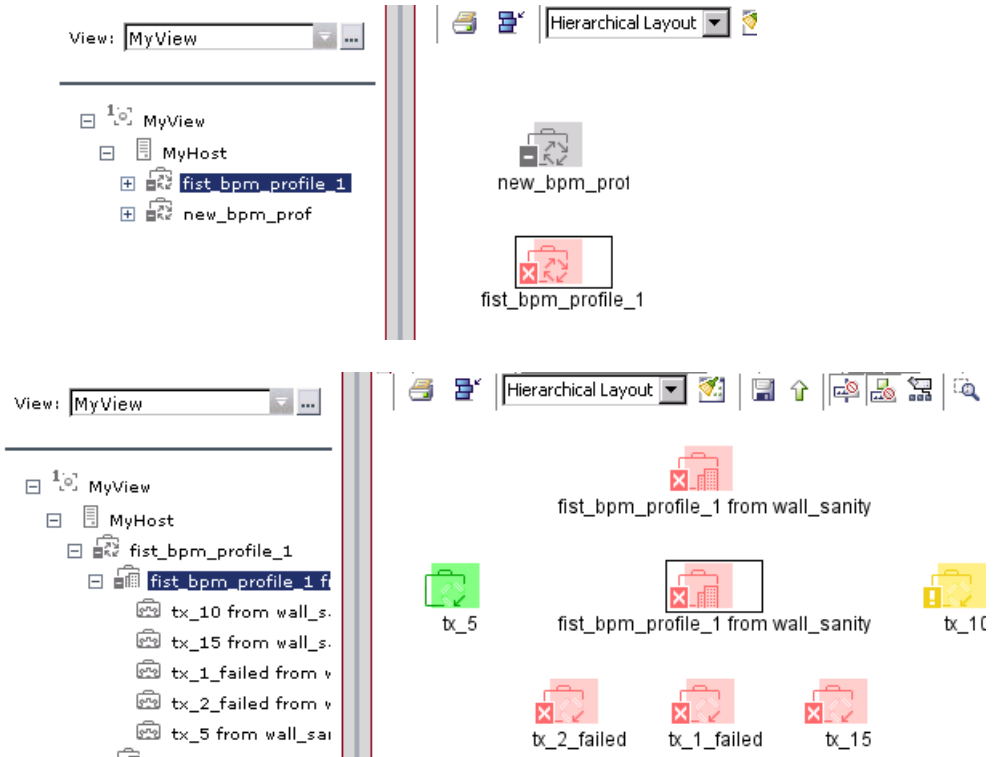 View: MyView ...
Hierarchical Layout
1 MyView
MyHost
fist_bpm_profile_1
new_bpm_prof
new_bpm_prof
fist_bpm_profile_1
View: MyView ...
Hierarchical Layout
1 MyView
MyHost
fist_bpm_profile_1
fist_bpm_profile_1 f
tx_10 from wall_s
tx_15 from wall_s
tx_1_failed from
tx_2_failed from
tx_5 from wall_sa
fist_bpm_profile_1 from wall_sanity
tx_5
fist_bpm_profile_1 from wall_sanity
tx_10
tx_2_failed
tx_1_failed
tx_15